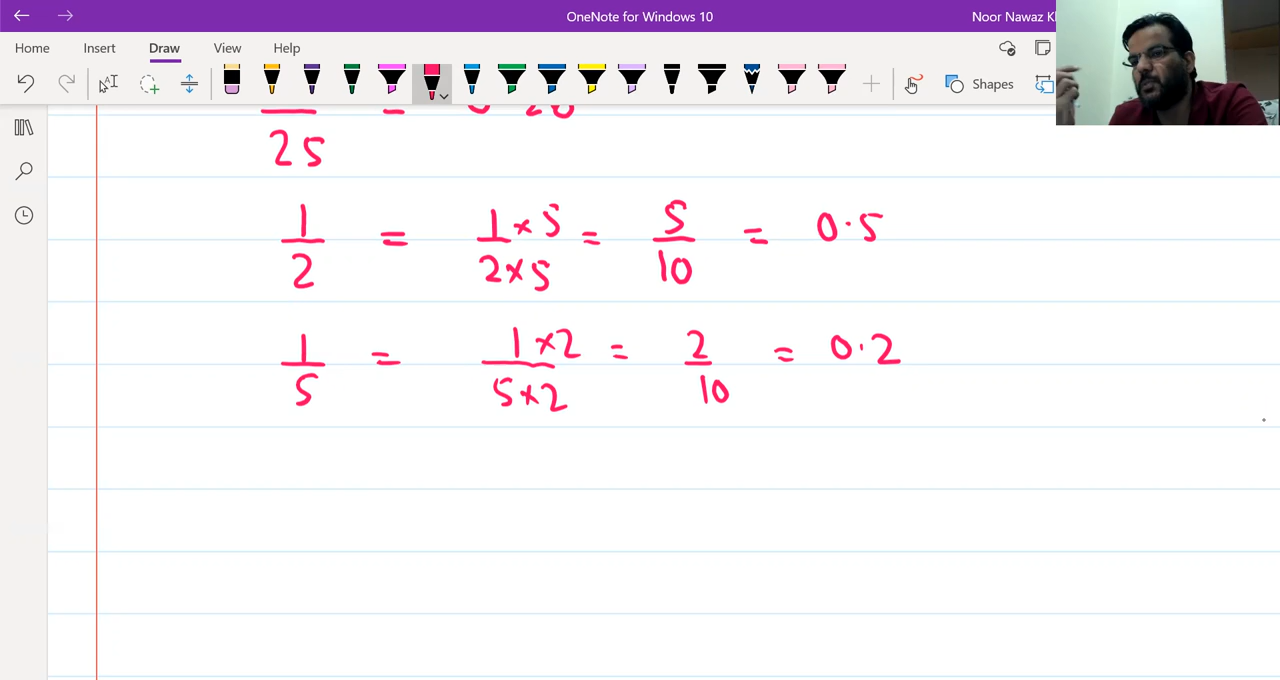 OneNote for Windows 10
Noor Nawaz Kh
Home Insert Draw View Help
Shapes
25
1/2 = 1×5/2×5 = 5/10 = 0.5
1/5 = 1×2/5×2 = 2/10 = 0.2